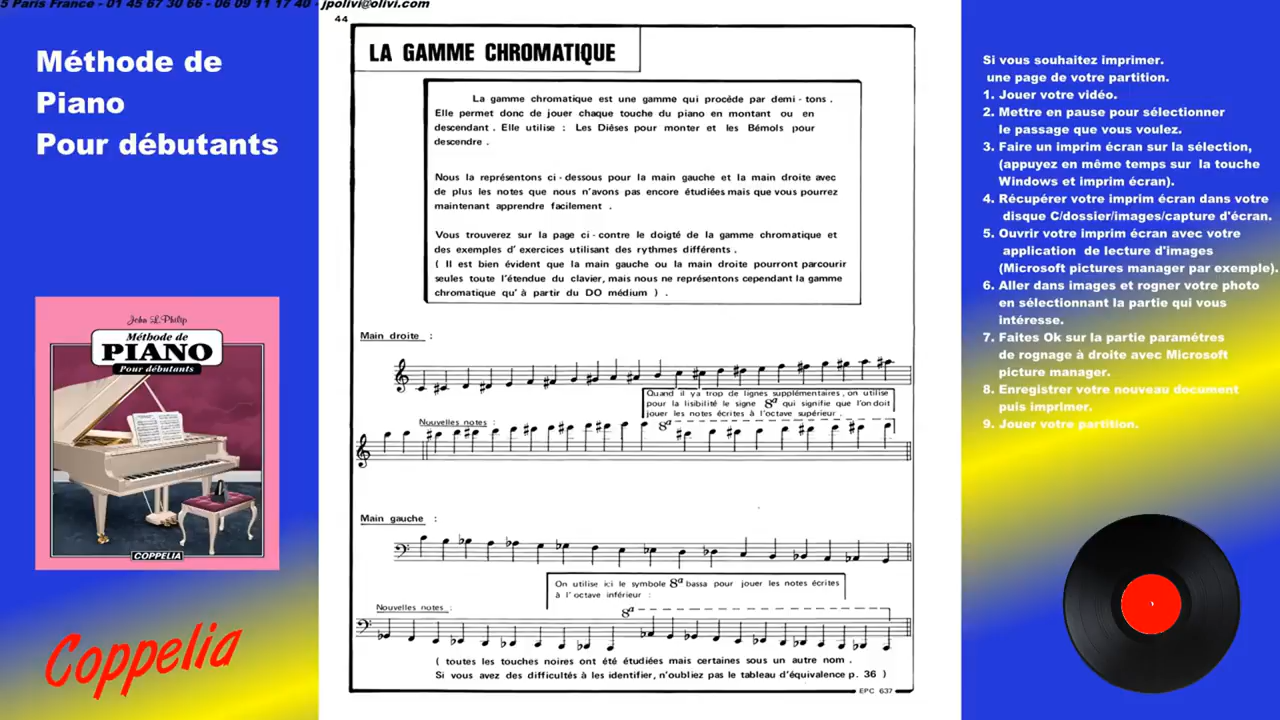 5 Paris France - 01 45 67 30 66 - 06 09 11 17 40 - jpolivi@olivi.com
Méthode de
Piano
Pour débutants
John L. Philip
Méthode de
PIANO
Pour débutants
COPPELIA
Coppelia
44
LA GAMME CHROMATIQUE
La gamme chromatique est une gamme qui procède par demi - tons .
Elle permet donc de jouer chaque touche du piano en montant ou en
descendant . Elle utilise : Les Dièses pour monter et les Bémols pour
descendre .
Nous la représentons ci - dessous pour la main gauche et la main droite avec
de plus les notes que nous n'avons pas encore étudiées mais que vous pourrez
maintenant apprendre facilement .
Vous trouverez sur la page ci - contre le doigté de la gamme chromatique et
des exemples d' exercices utilisant des rythmes différents .
( Il est bien évident que la main gauche ou la main droite pourront parcourir
seules toute l'étendue du clavier, mais nous ne représentons cependant la gamme
chromatique qu' à partir du DO médium ) .
Main droite :
Quand il y a trop de lignes supplémentaires, on utilise
pour la lisibilité le signe 8a qui signifie que l'on doit
jouer les notes écrites à l'octave supérieur .
Nouvelles notes :
8a
Main gauche :
On utilise ici le symbole 8a bassa pour jouer les notes écrites
à l' octave inférieur :
Nouvelles notes :
8a
( toutes les touches noires ont été étudiées mais certaines sous un autre nom .
Si vous avez des difficultés à les identifier, n'oubliez pas le tableau d'équivalence p. 36 )
EPC 637
Si vous souhaitez imprimer.
une page de votre partition.
1. Jouer votre vidéo.
2. Mettre en pause pour sélectionner
le passage que vous voulez.
3. Faire un imprim écran sur la sélection,
(appuyez en même temps sur la touche
Windows et imprim écran).
4. Récupérer votre imprim écran dans votre
disque C/dossier/images/capture d'écran.
5. Ouvrir votre imprim écran avec votre
application de lecture d'images
(Microsoft pictures manager par exemple).
6. Aller dans images et rogner votre photo
en sélectionnant la partie qui vous
intéresse.
7. Faites Ok sur la partie paramétres
de rognage à droite avec Microsoft
picture manager.
8. Enregistrer votre nouveau document
puis imprimer.
9. Jouer votre partition.